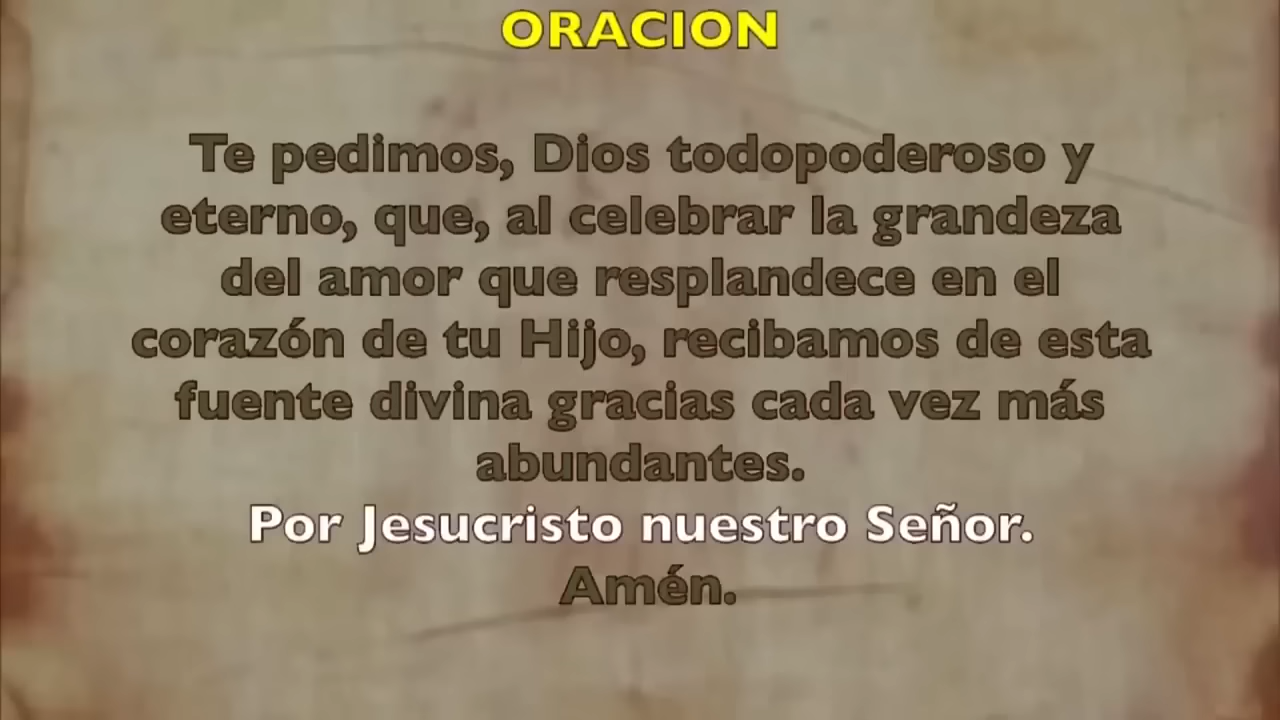 ORACION
Te pedimos, Dios todopoderoso y
eterno, que, al celebrar la grandeza
del amor que resplandece en el
corazón de tu Hijo, recibamos de esta
fuente divina gracias cada vez más
abundantes.
Por Jesucristo nuestro Señor.
Amén.